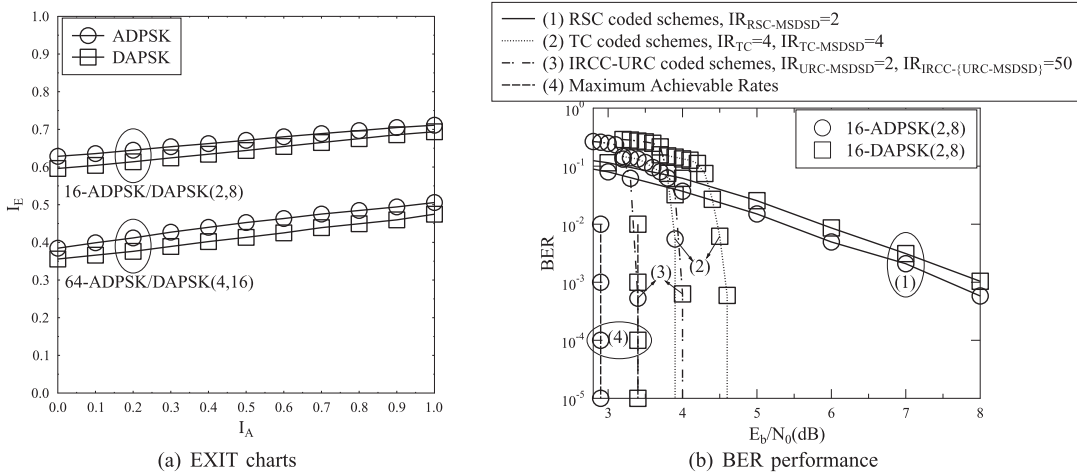 ADPSK
DAPSK
1.0
0.9
0.8
0.7
0.6
0.5
0.4
0.3
0.2
0.1
0.0
I_E
16-ADPSK/DAPSK(2,8)
64-ADPSK/DAPSK(4,16)
0.0 0.1 0.2 0.3 0.4 0.5 0.6 0.7 0.8 0.9 1.0
I_A
(a) EXIT charts
(1) RSC coded schemes, IR_RSC-MSDSD=2
(2) TC coded schemes, IR_TC=4, IR_TC-MSDSD=4
(3) IRCC-URC coded schemes, IR_URC-MSDSD=2, IR_IRCC-{URC-MSDSD}=50
(4) Maximum Achievable Rates
16-ADPSK(2,8)
16-DAPSK(2,8)
10^0
10^-1
10^-2
10^-3
10^-4
10^-5
BER
(3)
(2)
(1)
(4)
3 4 5 6 7 8
E_b/N_0(dB)
(b) BER performance